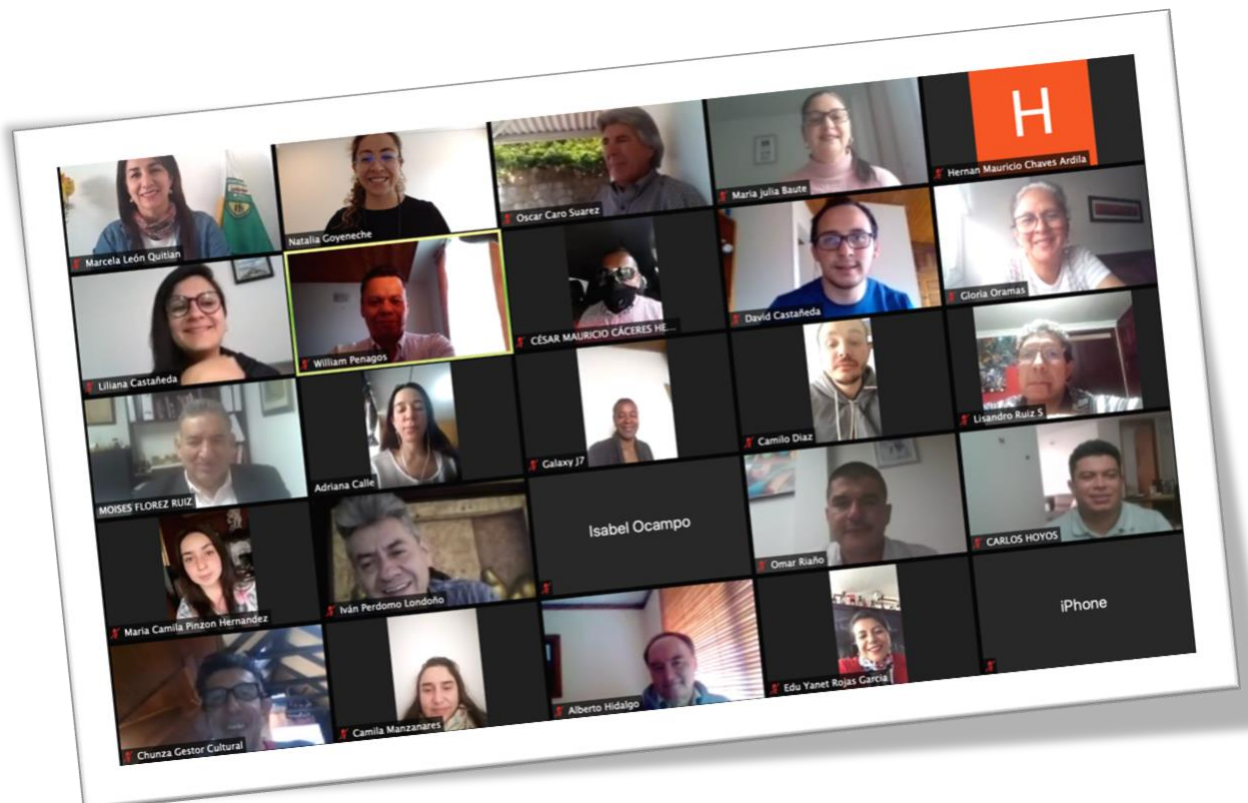 Marcela León Quitian
Natalia Goyeneche
Oscar Caro Suarez
Maria julia Baute
H
Hernan Mauricio Chaves Ardila
Liliana Castañeda
William Penagos
CÉSAR MAURICIO CÁCERES HE...
David Castañeda
Gloria Oramas
MOISES FLOREZ RUIZ
Adriana Calle
Galaxy J7
Camilo Diaz
Lisandro Ruiz S
Maria Camila Pinzon Hernandez
Iván Perdomo Londoño
Isabel Ocampo
Omar Riaño
CARLOS HOYOS
Chunza Gestor Cultural
Camila Manzanares
Alberto Hidalgo
Edu Yanet Rojas Garcia
iPhone